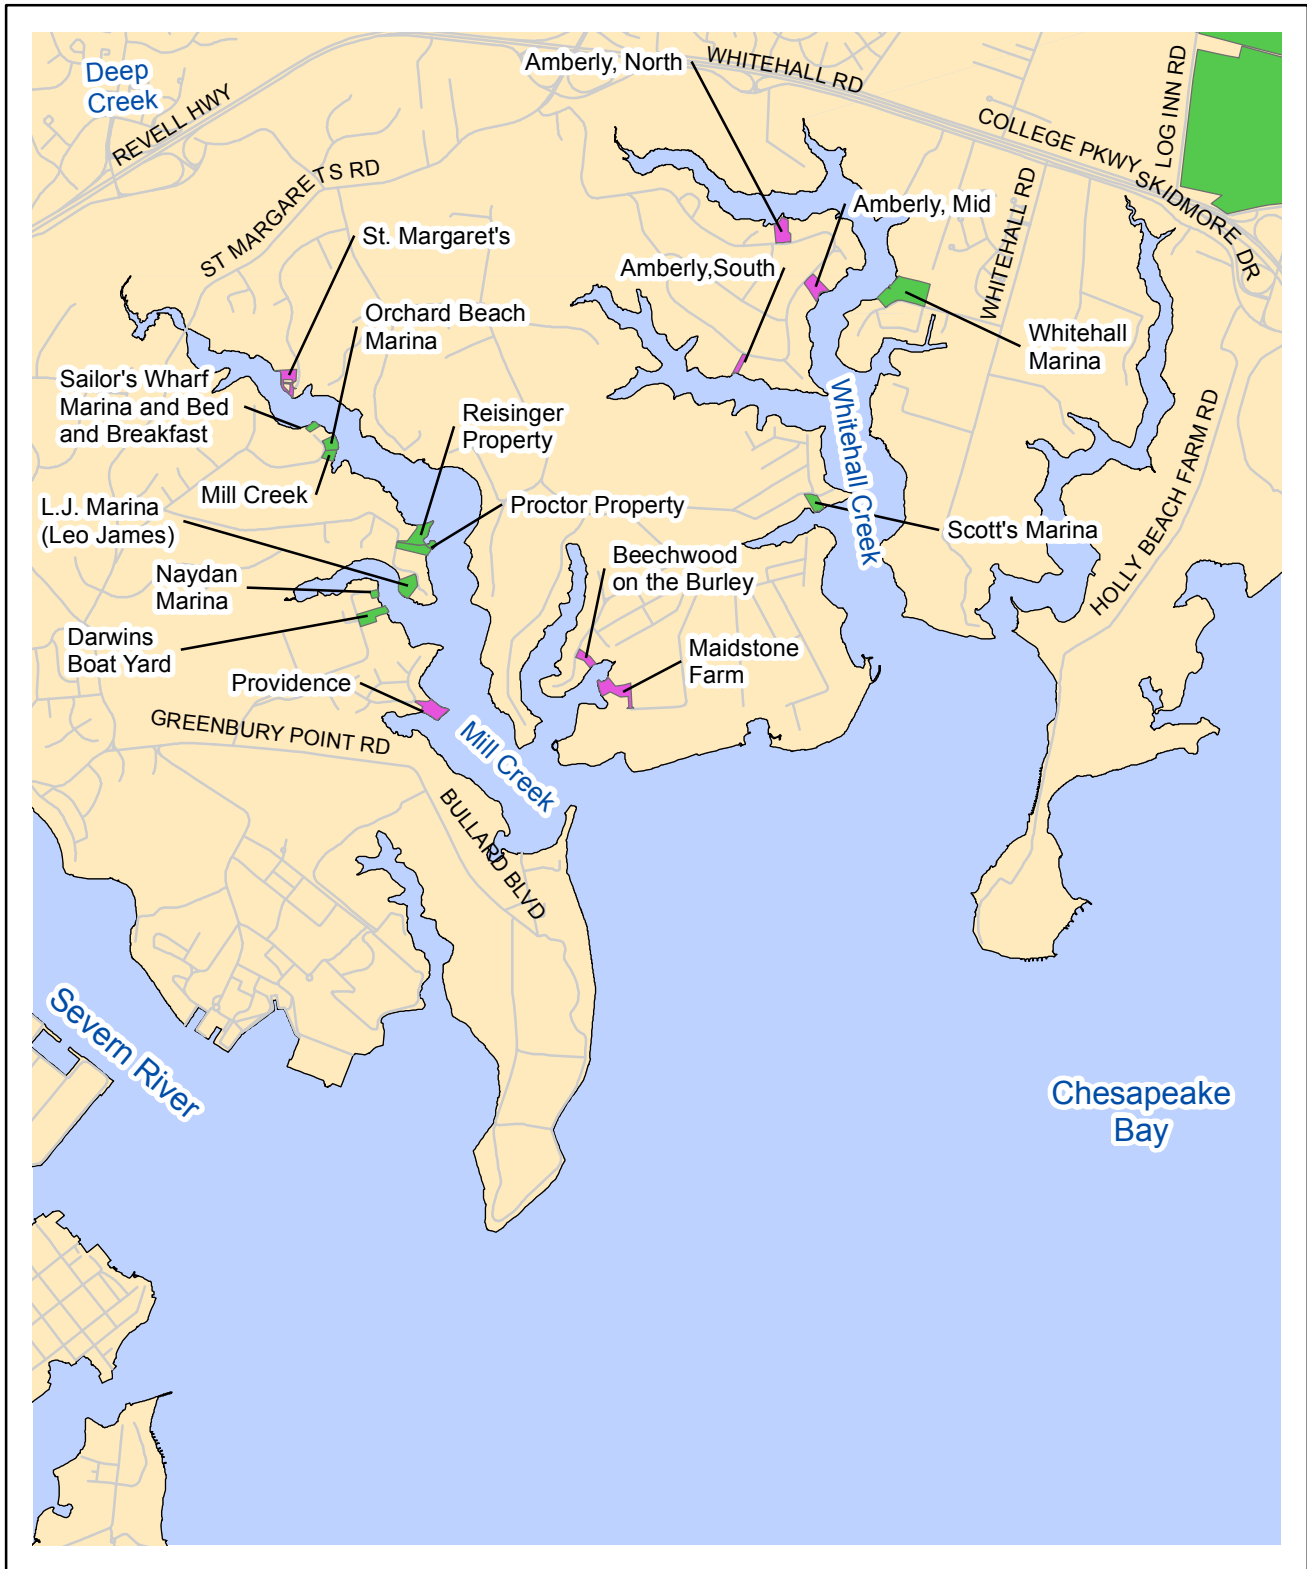 Amberly, North
WHITEHALL RD
Deep
Creek
REVELL HWY
LOG INN RD
COLLEGE PKWY
SKIDMORE DR
ST MARGARETS RD
WHITEHALL RD
Amberly, Mid
St. Margaret's
Amberly,South
Orchard Beach
Marina
Whitehall
Marina
Sailor's Wharf
Marina and Bed
and Breakfast
Reisinger
Property
Whitehall Creek
HOLLY BEACH FARM RD
Mill Creek
L.J. Marina
(Leo James)
Proctor Property
Scott's Marina
Beechwood
on the Burley
Naydan
Marina
Darwins
Boat Yard
Maidstone
Farm
Providence
GREENBURY POINT RD
Mill Creek
BULLARD BLVD
Severn River
Chesapeake
Bay